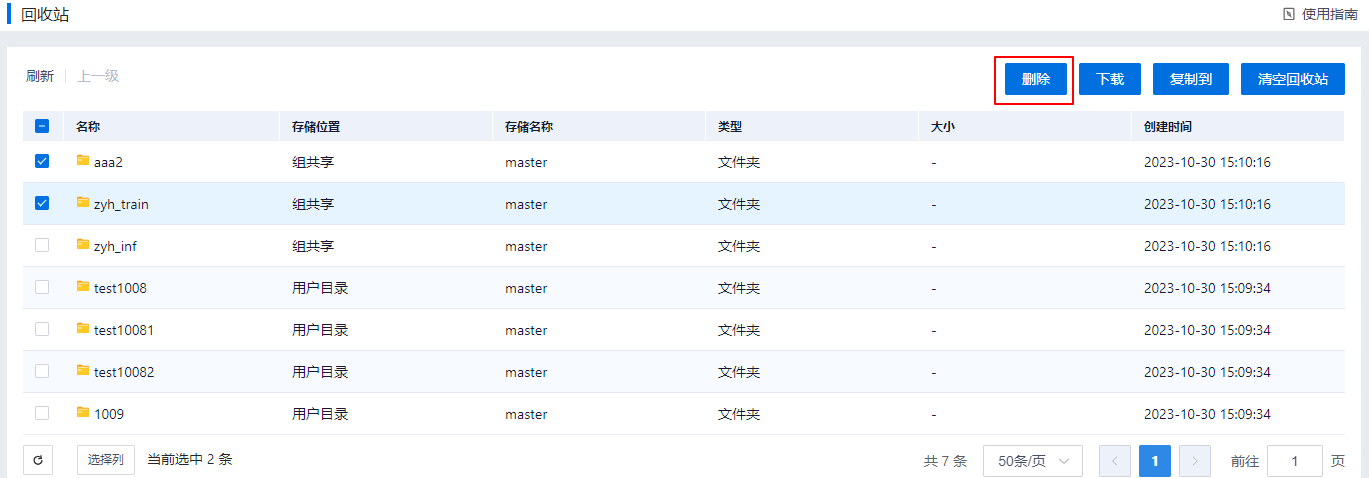 回收站 使用指南
刷新 上一级 删除 下载 复制到 清空回收站
名称 存储位置 存储名称 类型 大小 创建时间
aaa2 组共享 master 文件夹 - 2023-10-30 15:10:16
zyh_train 组共享 master 文件夹 - 2023-10-30 15:10:16
zyh_inf 组共享 master 文件夹 - 2023-10-30 15:10:16
test1008 用户目录 master 文件夹 - 2023-10-30 15:09:34
test10081 用户目录 master 文件夹 - 2023-10-30 15:09:34
test10082 用户目录 master 文件夹 - 2023-10-30 15:09:34
1009 用户目录 master 文件夹 - 2023-10-30 15:09:34
选择列 当前选中 2 条 共 7 条 50条/页 1 前往 1 页